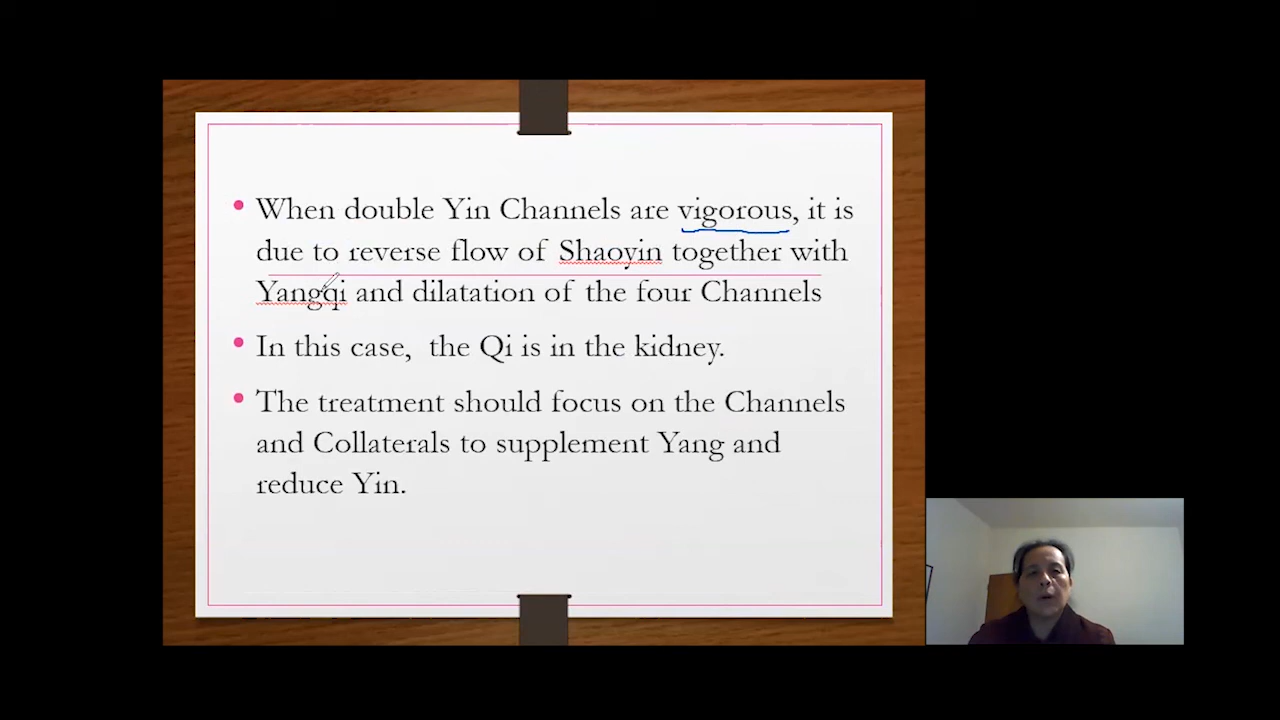 When double Yin Channels are vigorous, it is
due to reverse flow of Shaoyin together with
Yangqi and dilatation of the four Channels
In this case, the Qi is in the kidney.
The treatment should focus on the Channels
and Collaterals to supplement Yang and
reduce Yin.